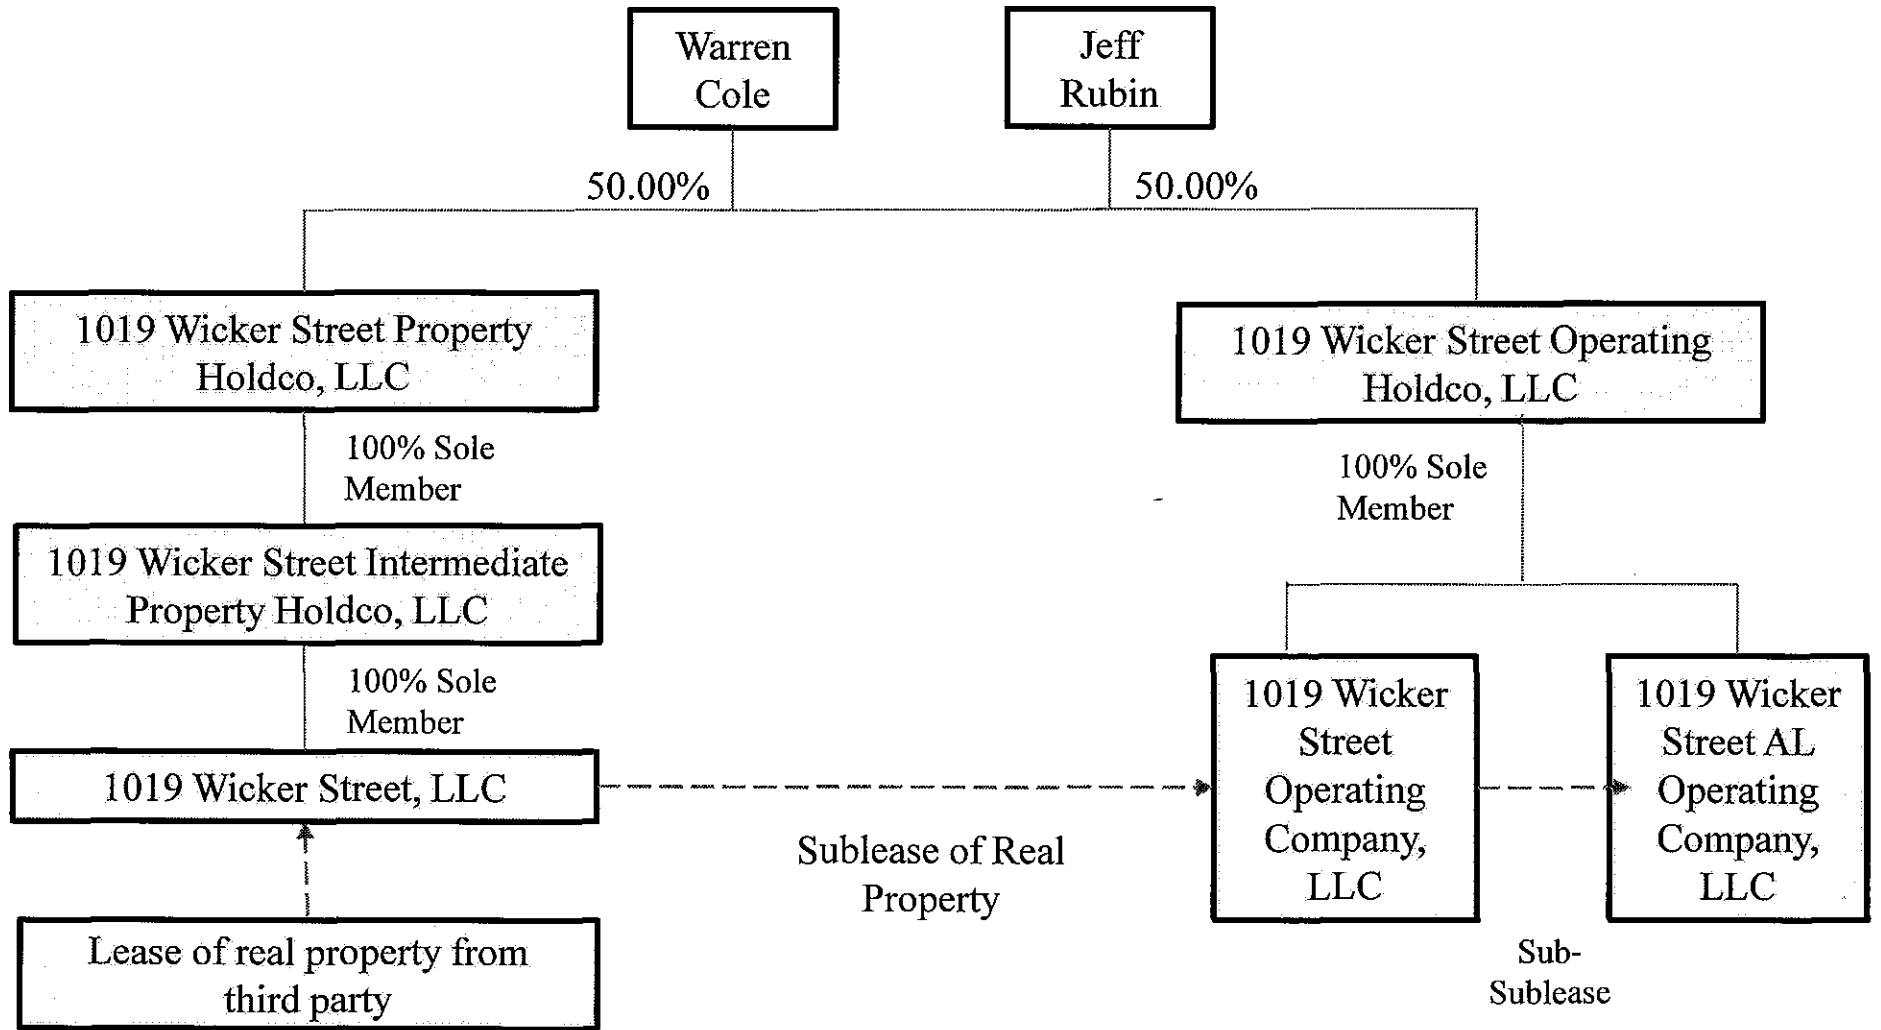 Warren
Cole
Jeff
Rubin
50.00%
50.00%
1019 Wicker Street Property
Holdco, LLC
1019 Wicker Street Operating
Holdco, LLC
100% Sole
Member
100% Sole
Member
1019 Wicker Street Intermediate
Property Holdco, LLC
100% Sole
Member
1019 Wicker Street, LLC
1019 Wicker
Street
Operating
Company,
LLC
1019 Wicker
Street AL
Operating
Company,
LLC
Sublease of Real
Property
Lease of real property from
third party
Sub-
Sublease